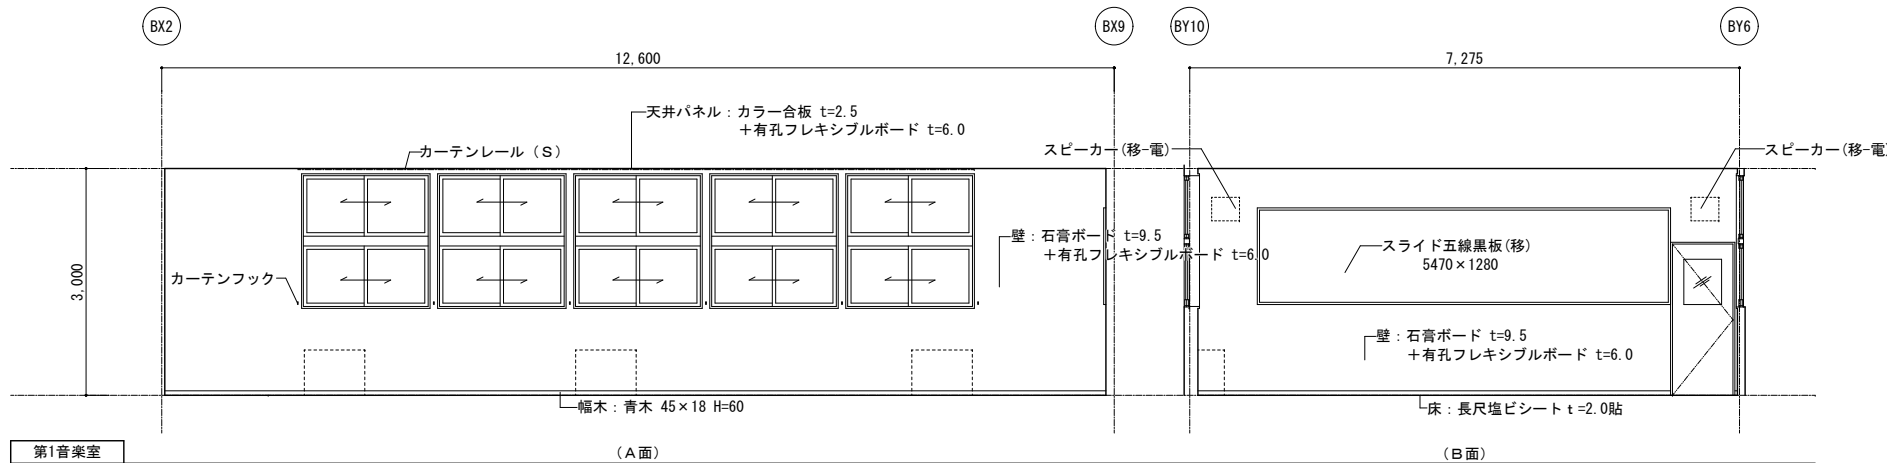 BX2
BX9
BY10
BY6
12,600
7,275
天井パネル：カラー合板 t=2.5
＋有孔フレキシブルボード t=6.0
カーテンレール（S）
スピーカー(移-電)
スピーカー(移-電
壁：石膏ボード t=9.5
＋有孔フレキシブルボード t=6.0
スライド五線黒板(移)
5470×1280
カーテンフック
3,000
壁：石膏ボード t=9.5
＋有孔フレキシブルボード t=6.0
幅木：青木 45×18 H=60
床：長尺塩ビシートｔ=2.0貼
第1音楽室
（A面）
（B面）